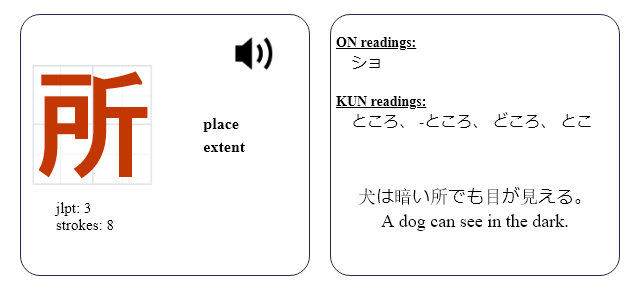 所
place
extent
jlpt: 3
strokes: 8
ON readings:
ショ
KUN readings:
ところ、 -ところ、 どころ、 とこ
犬は暗い所でも目が見える。
A dog can see in the dark.